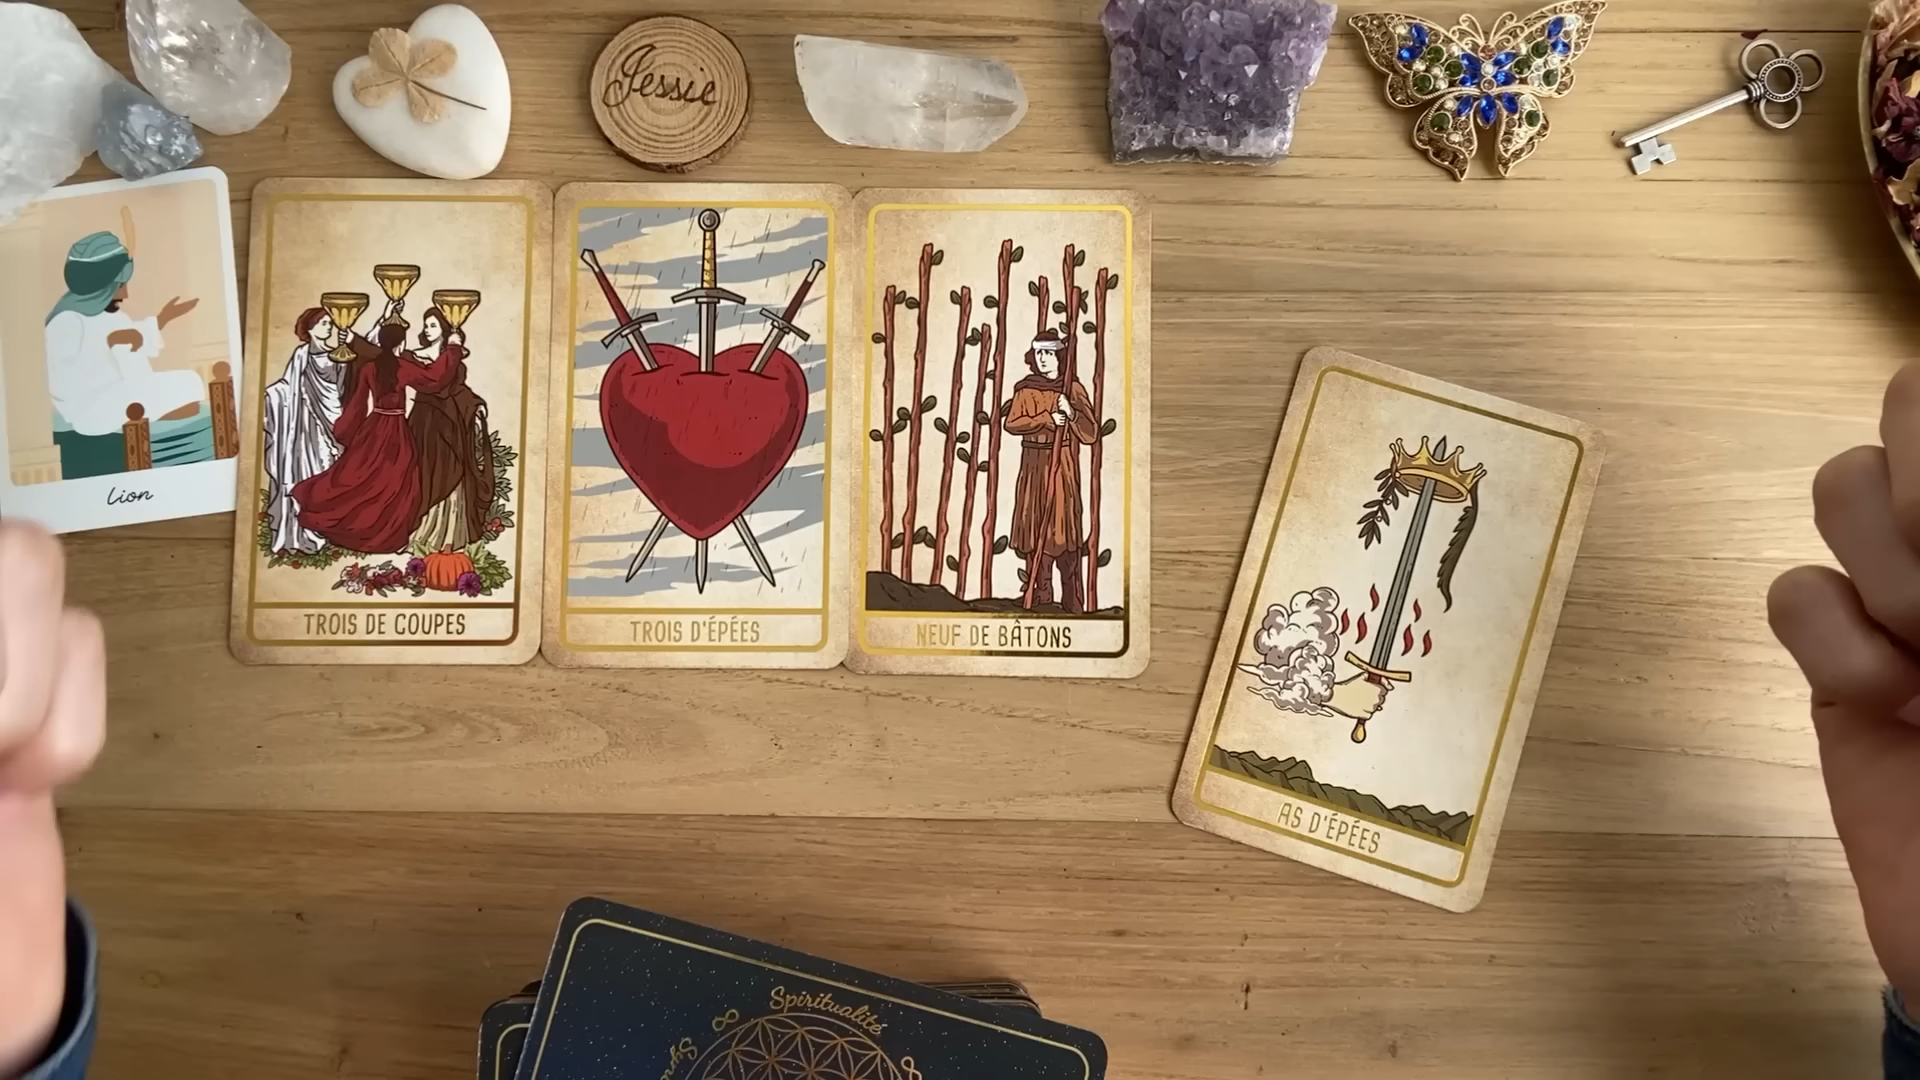 Jessie
Lion
TROIS DE COUPES
TROIS D'ÉPÉES
NEUF DE BÂTONS
AS D'ÉPÉES
Spiritualité